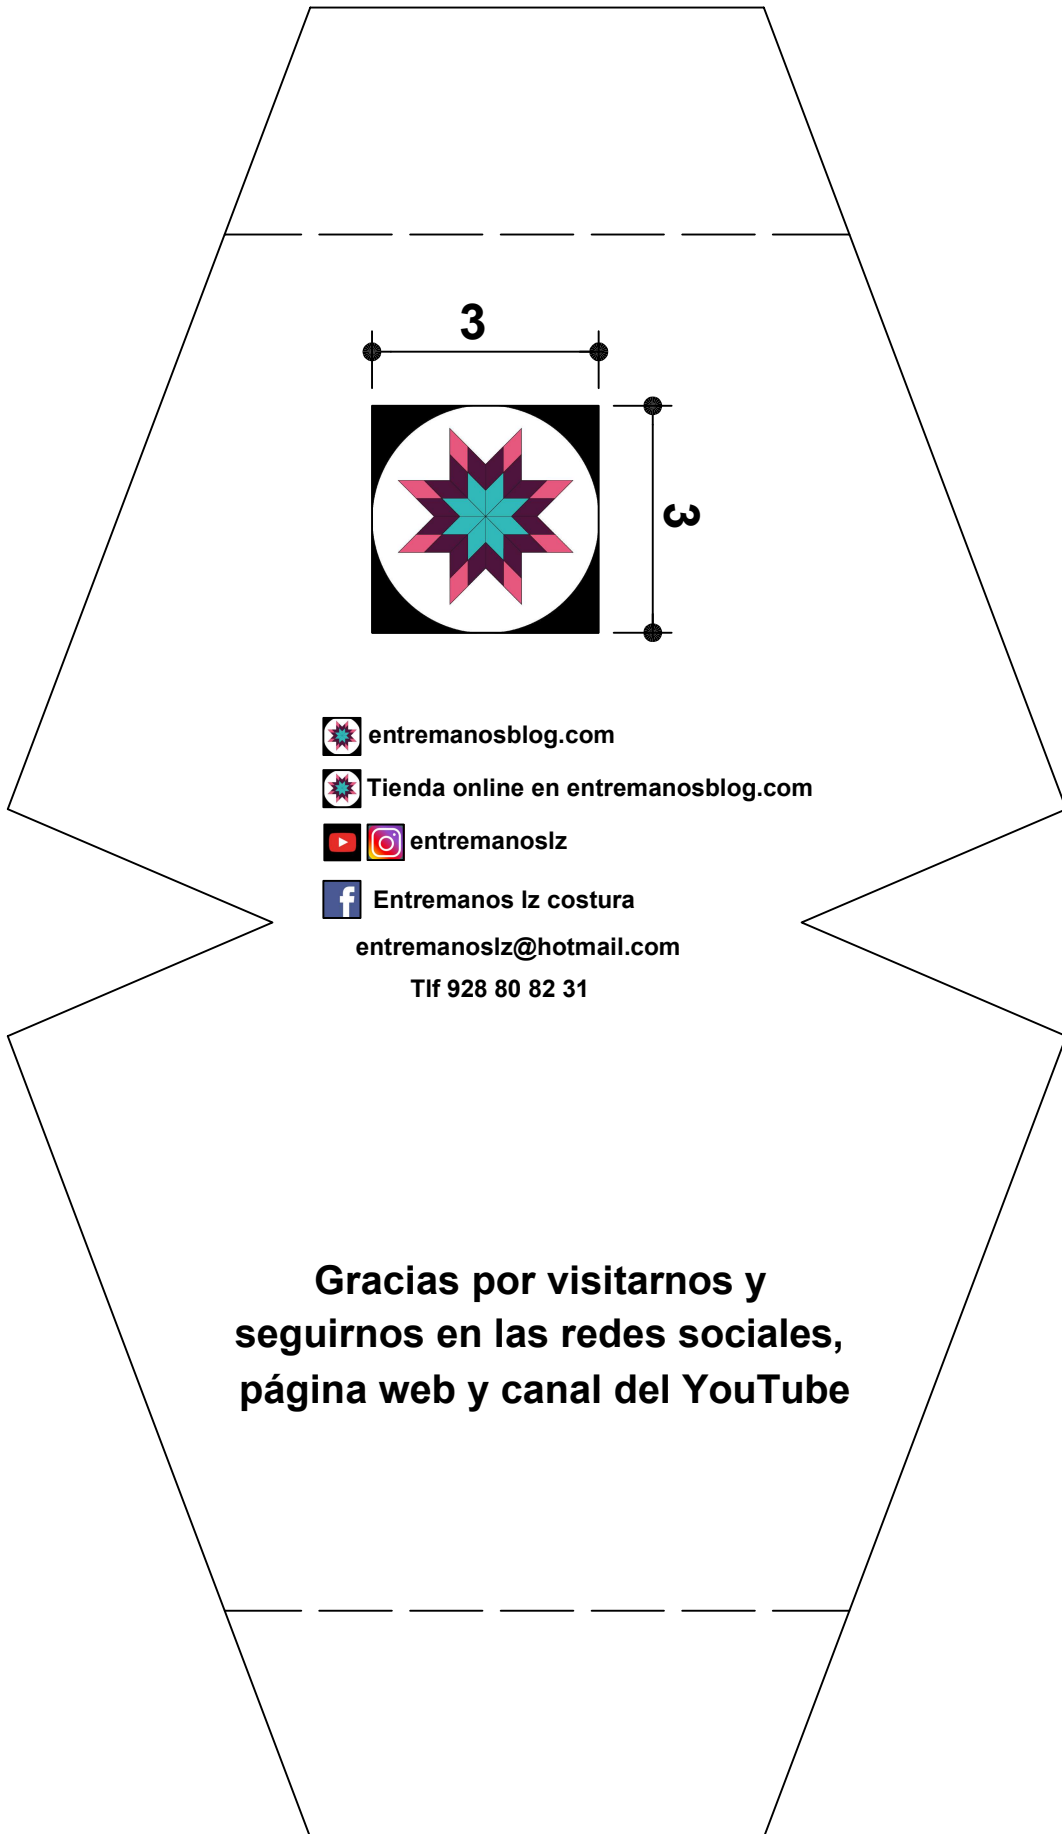 3
3
entremanosblog.com
Tienda online en entremanosblog.com
entremanoslz
Entremanos lz costura
entremanoslz@hotmail.com
Tlf 928 80 82 31
Gracias por visitarnos y
seguirnos en las redes sociales,
página web y canal del YouTube